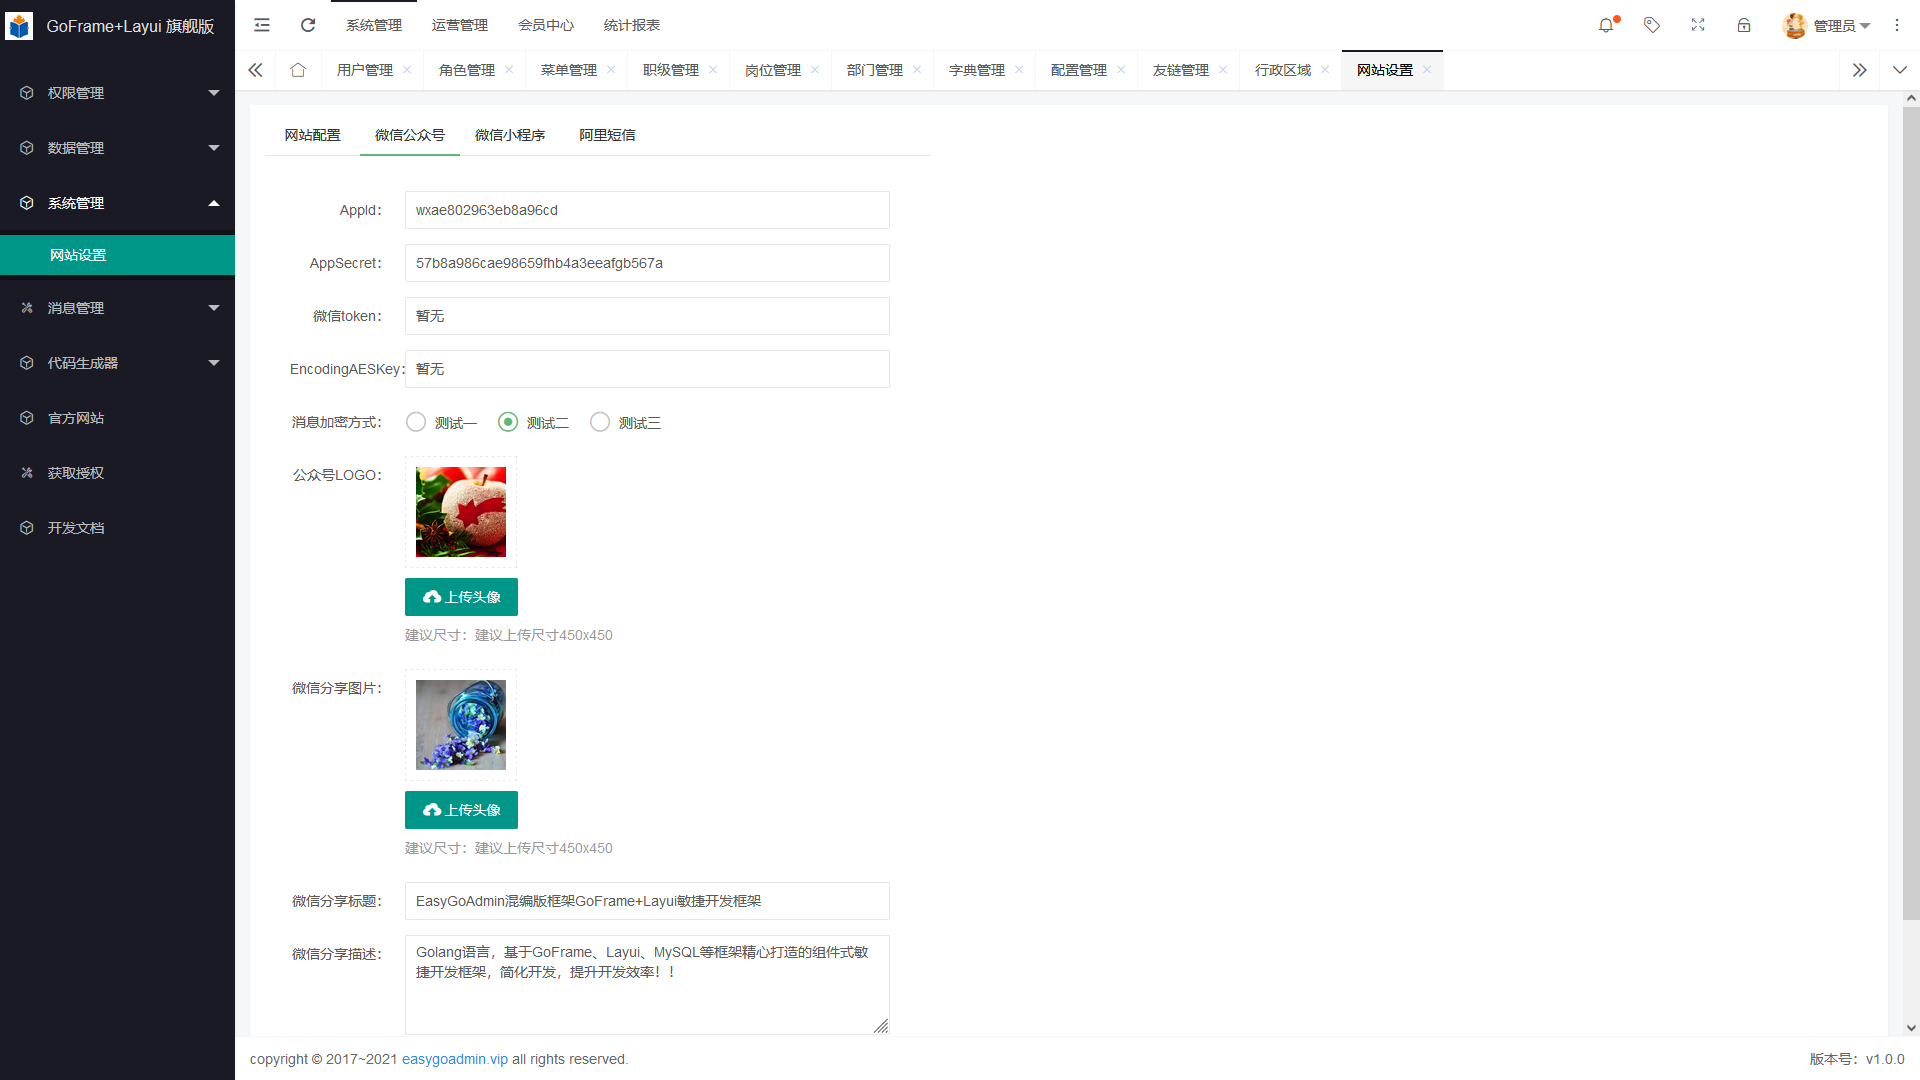 GoFrame+Layui 旗舰版
系统管理
运营管理
会员中心
统计报表
管理员
用户管理
角色管理
菜单管理
职级管理
岗位管理
部门管理
字典管理
配置管理
友链管理
行政区域
网站设置
权限管理
数据管理
系统管理
网站设置
消息管理
代码生成器
官方网站
获取授权
开发文档
网站配置
微信公众号
微信小程序
阿里短信
AppId：
wxae802963eb8a96cd
AppSecret：
57b8a986cae98659fhb4a3eeafgb567a
微信token：
暂无
EncodingAESKey：
暂无
消息加密方式：
测试一
测试二
测试三
公众号LOGO：
上传头像
建议尺寸：建议上传尺寸450x450
微信分享图片：
上传头像
建议尺寸：建议上传尺寸450x450
微信分享标题：
EasyGoAdmin混编版框架GoFrame+Layui敏捷开发框架
微信分享描述：
Golang语言，基于GoFrame、Layui、MySQL等框架精心打造的组件式敏
捷开发框架，简化开发，提升开发效率！！
copyright © 2017~2021 easygoadmin.vip all rights reserved.
版本号：v1.0.0